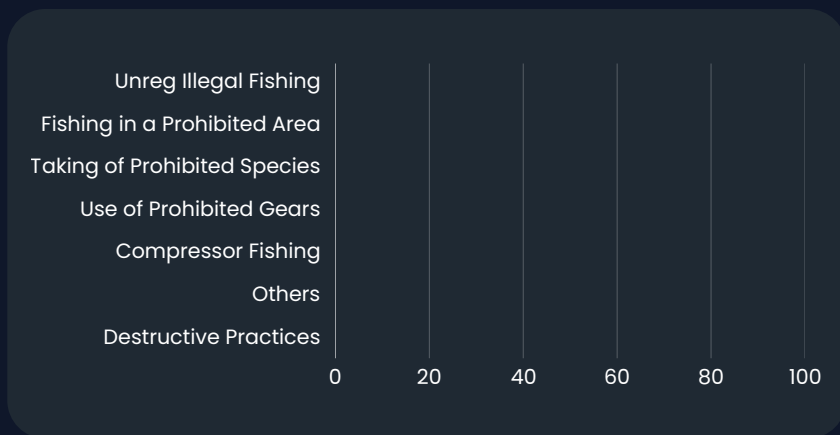 Unreg Illegal Fishing
Fishing in a Prohibited Area
Taking of Prohibited Species
Use of Prohibited Gears
Compressor Fishing
Others
Destructive Practices
0 20 40 60 80 100